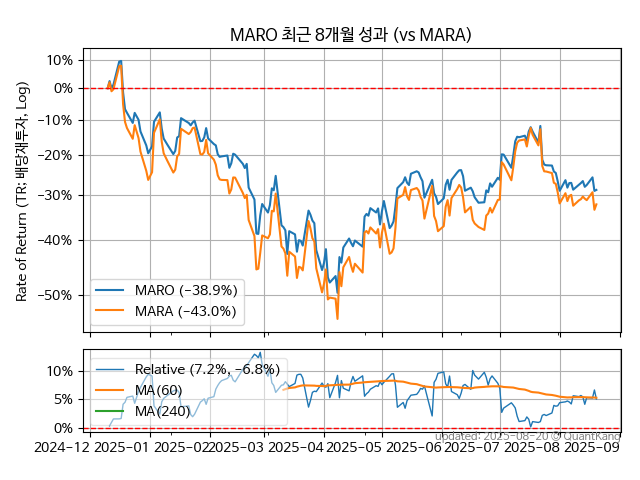 MARO 최근 8개월 성과 (vs MARA)
Rate of Return (TR: 배당재투자, Log)
10%
0%
−10%
−20%
−30%
−40%
−50%
MARO (−38.9%)
MARA (−43.0%)
10%
5%
0%
Relative (7.2%, −6.8%)
MA(60)
MA(240)
updated: 2025-08-20 © QuantKang
2024-12 2025-01 2025-02 2025-03 2025-04 2025-05 2025-06 2025-07 2025-08 2025-09